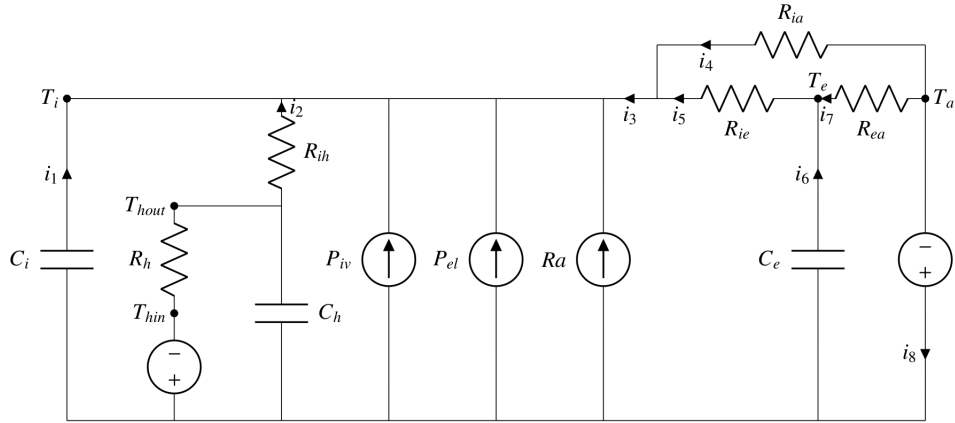 R_ia
i_4
T_i
i_2
i_3
i_5
R_ie
T_e
i_7
R_ea
T_a
R_ih
i_1
T_hout
i_6
C_i
R_h
P_iv
P_el
Ra
C_e
−
+
T_hin
C_h
−
+
i_8